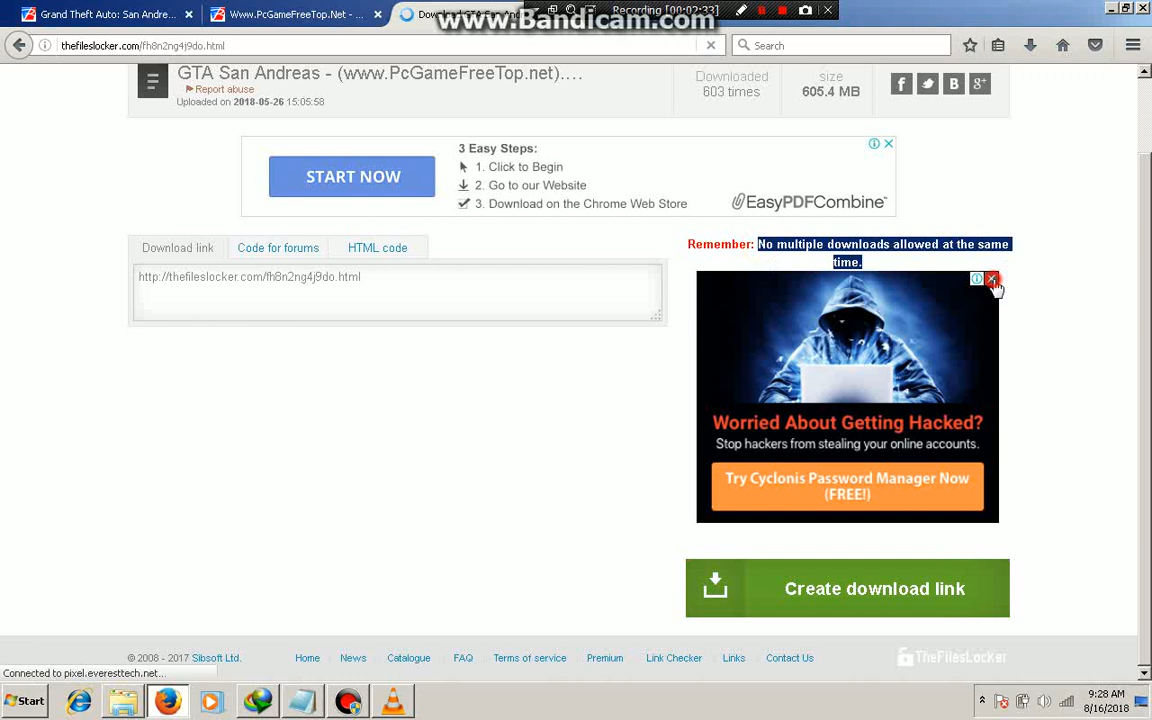 Grand Theft Auto: San Andre...
Www.PcGameFreeTop.Net - ...
Download GTA San Andr
Recording [00:02:33]
www.Bandicam.com
thefileslocker.com/fh8n2ng4j9do.html
Search
GTA San Andreas - (www.PcGameFreeTop.net)....
Report abuse
Uploaded on 2018-05-26 15:05:58
Downloaded
603 times
size
605.4 MB
f
B
g+
3 Easy Steps:
START NOW
1. Click to Begin
2. Go to our Website
3. Download on the Chrome Web Store
EasyPDFCombine™
Download link
Code for forums
HTML code
http://thefileslocker.com/fh8n2ng4j9do.html
Remember: No multiple downloads allowed at the same
time.
Worried About Getting Hacked?
Stop hackers from stealing your online accounts.
Try Cyclonis Password Manager Now
(FREE!)
Create download link
© 2008 - 2017 Sibsoft Ltd.
Home
News
Catalogue
FAQ
Terms of service
Premium
Link Checker
Links
Contact Us
TheFilesLocker
Connected to pixel.everesttech.net...
Start
9:28 AM
8/16/2018